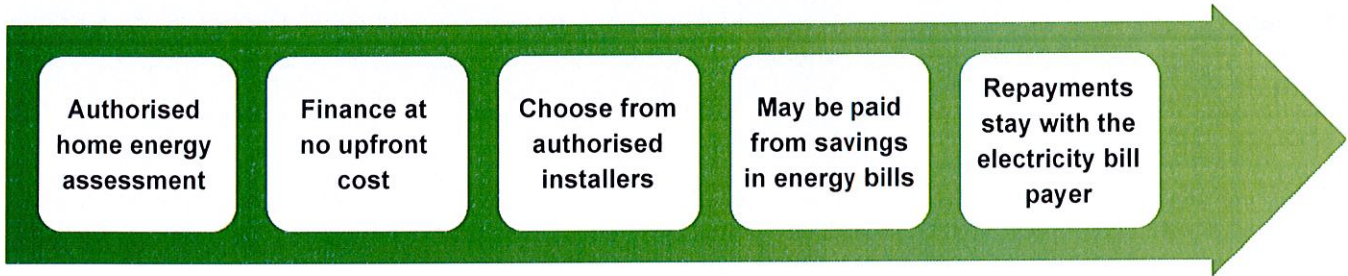 Authorised
home energy
assessment
Finance at
no upfront
cost
Choose from
authorised
installers
May be paid
from savings
in energy bills
Repayments
stay with the
electricity bill
payer